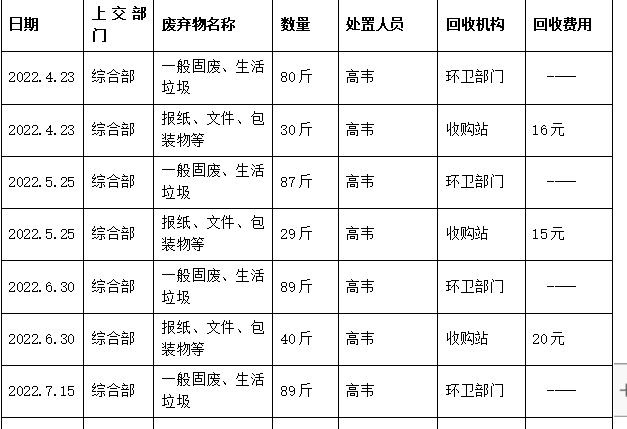 日期 上交部门 废弃物名称 数量 处置人员 回收机构 回收费用
2022.4.23 综合部 一般固废、生活垃圾 80斤 高韦 环卫部门 ——
2022.4.23 综合部 报纸、文件、包装物等 30斤 高韦 收购站 16元
2022.5.25 综合部 一般固废、生活垃圾 87斤 高韦 环卫部门 ——
2022.5.25 综合部 报纸、文件、包装物等 29斤 高韦 收购站 15元
2022.6.30 综合部 一般固废、生活垃圾 89斤 高韦 环卫部门 ——
2022.6.30 综合部 报纸、文件、包装物等 40斤 高韦 收购站 20元
2022.7.15 综合部 一般固废、生活垃圾 89斤 高韦 环卫部门 ——